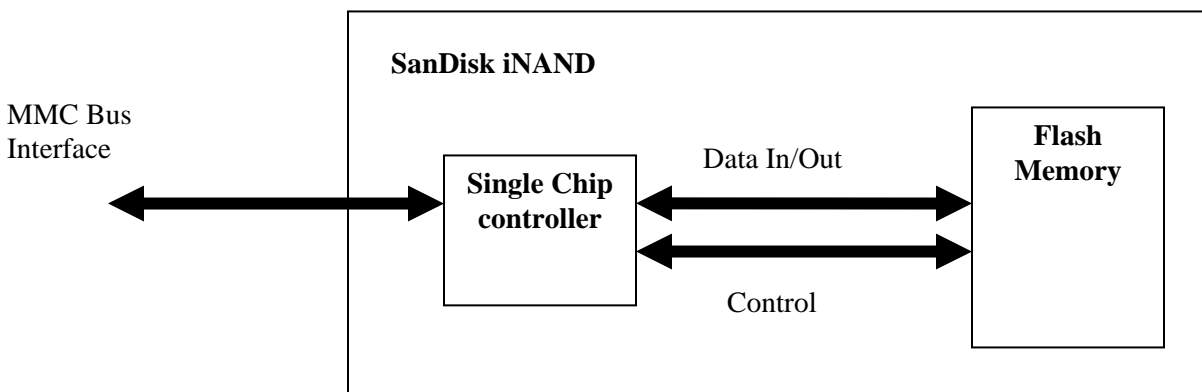 SanDisk iNAND
MMC Bus
Interface
Single Chip
controller
Data In/Out
Control
Flash
Memory